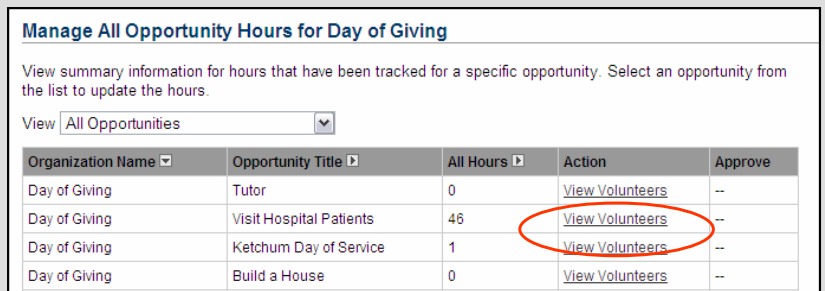 Manage All Opportunity Hours for Day of Giving
View summary information for hours that have been tracked for a specific opportunity. Select an opportunity from
the list to update the hours.
View All Opportunities
Organization Name Opportunity Title All Hours Action Approve
Day of Giving Tutor 0 View Volunteers --
Day of Giving Visit Hospital Patients 46 View Volunteers --
Day of Giving Ketchum Day of Service 1 View Volunteers --
Day of Giving Build a House 0 View Volunteers --